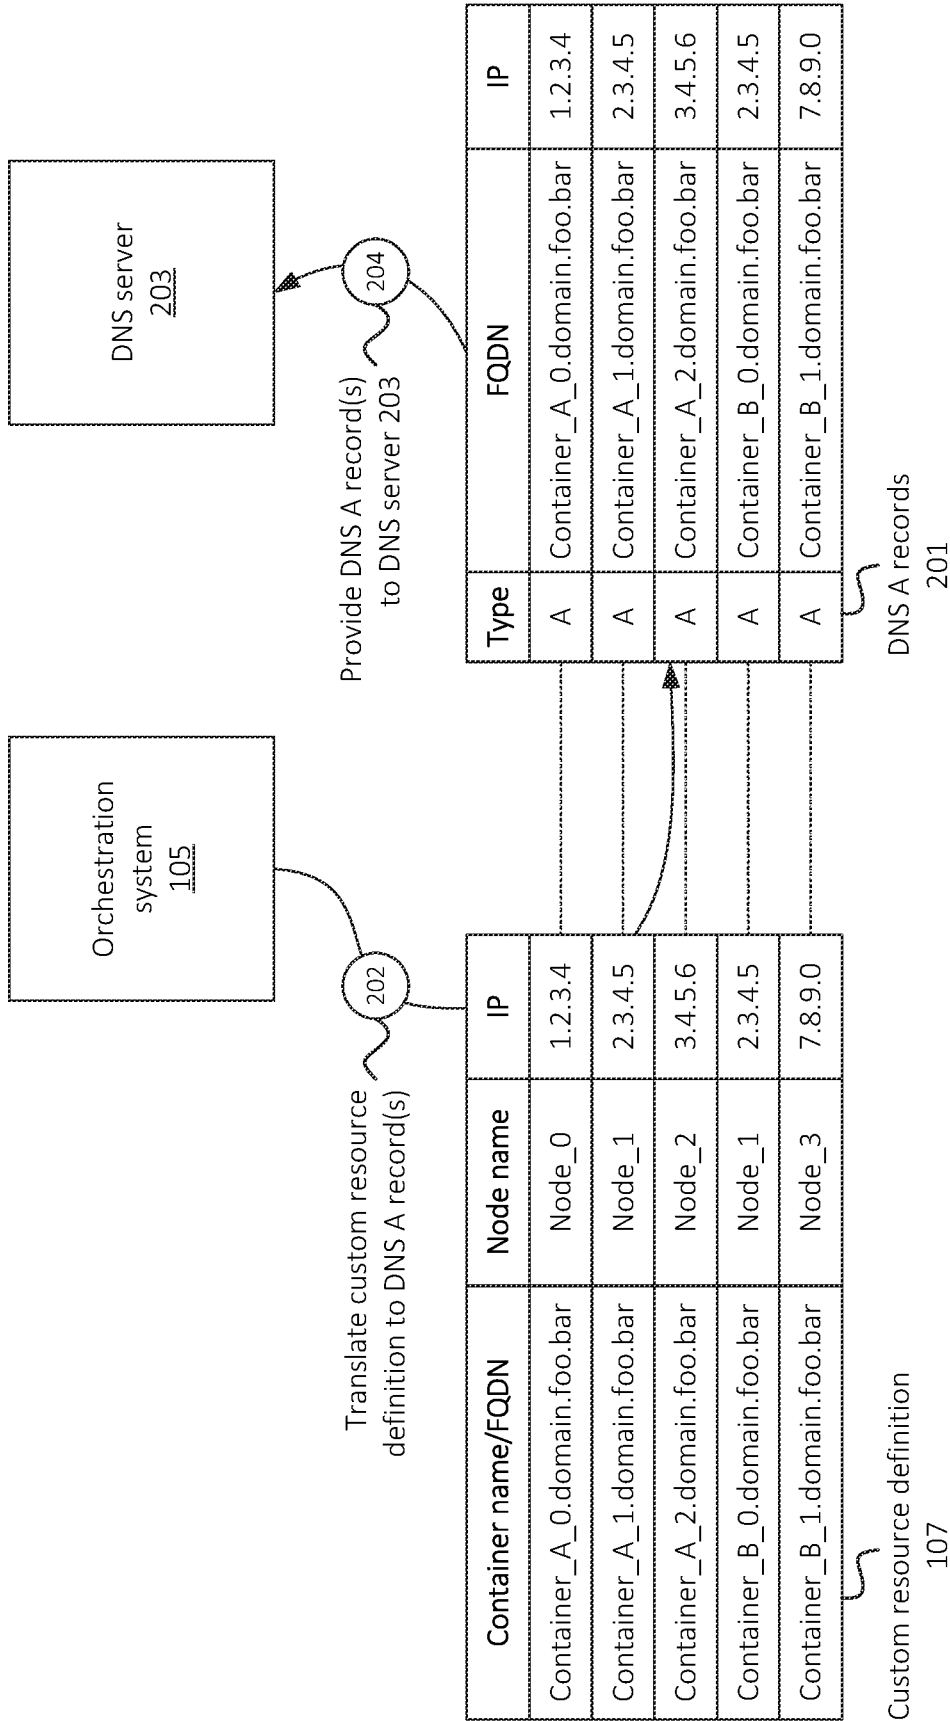 Orchestration
system
105
DNS server
203
202
Translate custom resource
definition to DNS A record(s)
204
Provide DNS A record(s)
to DNS server 203
Container name/FQDN Node name IP
Container_A_0.domain.foo.bar Node_0 1.2.3.4
Container_A_1.domain.foo.bar Node_1 2.3.4.5
Container_A_2.domain.foo.bar Node_2 3.4.5.6
Container_B_0.domain.foo.bar Node_1 2.3.4.5
Container_B_1.domain.foo.bar Node_3 7.8.9.0
Custom resource definition
107
Type FQDN IP
A Container_A_0.domain.foo.bar 1.2.3.4
A Container_A_1.domain.foo.bar 2.3.4.5
A Container_A_2.domain.foo.bar 3.4.5.6
A Container_B_0.domain.foo.bar 2.3.4.5
A Container_B_1.domain.foo.bar 7.8.9.0
DNS A records
201